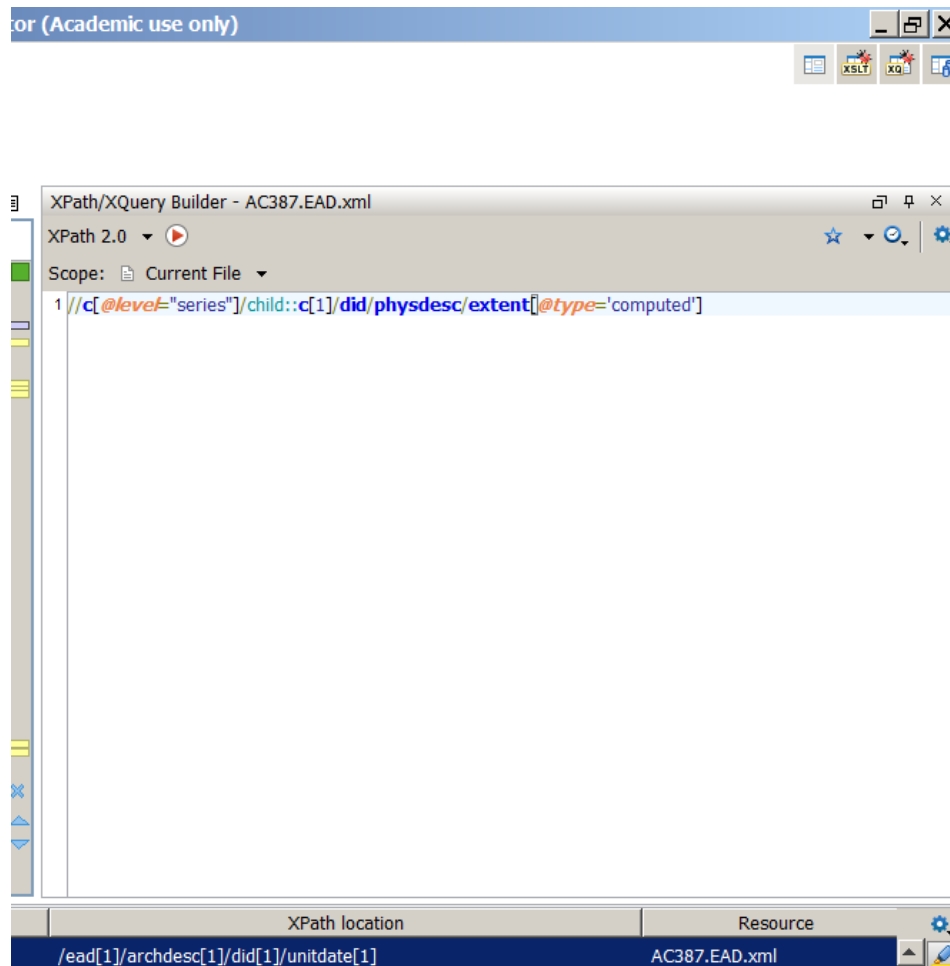 tor (Academic use only)
XSLT XQ
XPath/XQuery Builder - AC387.EAD.xml
XPath 2.0
Scope: Current File
1 //c[@level="series"]/child::c[1]/did/physdesc/extent[@type='computed']
XPath location Resource
/ead[1]/archdesc[1]/did[1]/unitdate[1] AC387.EAD.xml